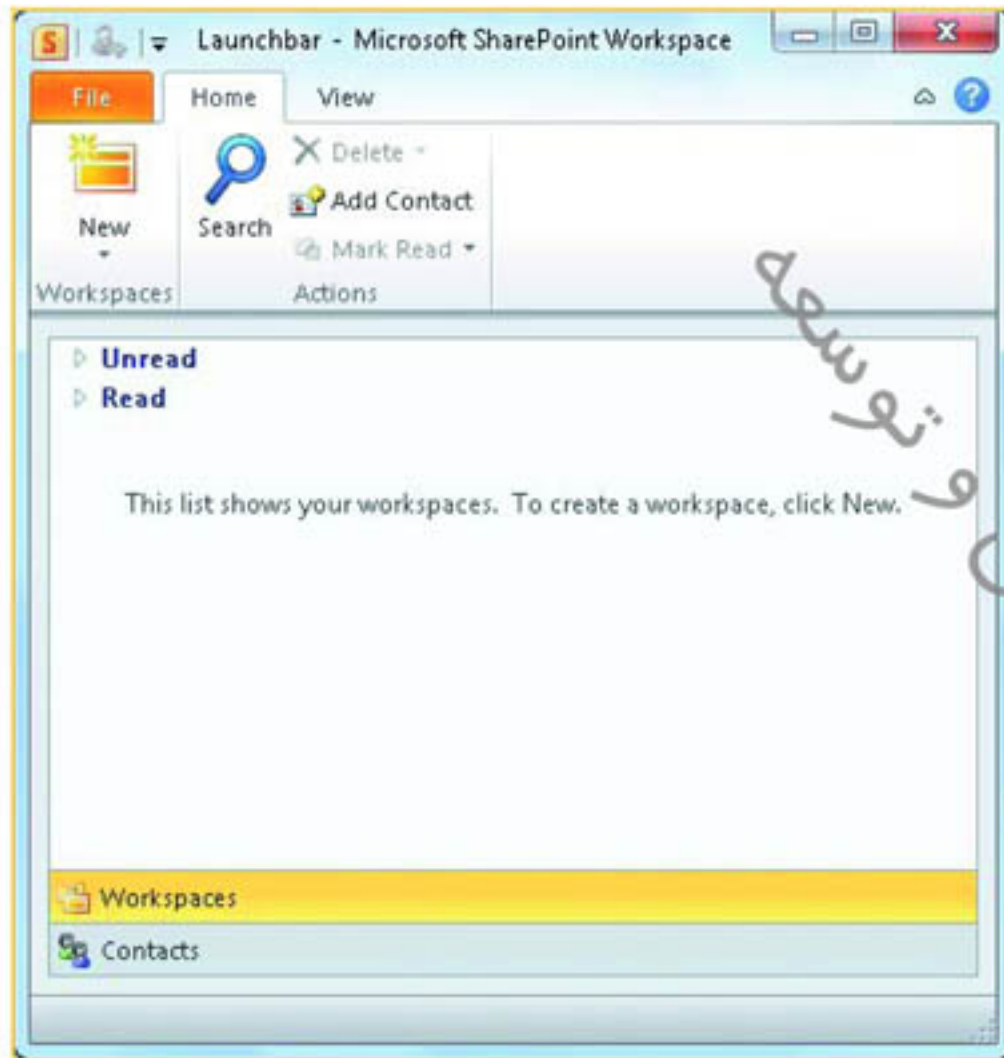 Launchbar - Microsoft SharePoint Workspace
File Home View
New
Workspaces
Search
Delete
Add Contact
Mark Read
Actions
Unread
Read
This list shows your workspaces. To create a workspace, click New.
و توسعه
Workspaces
Contacts